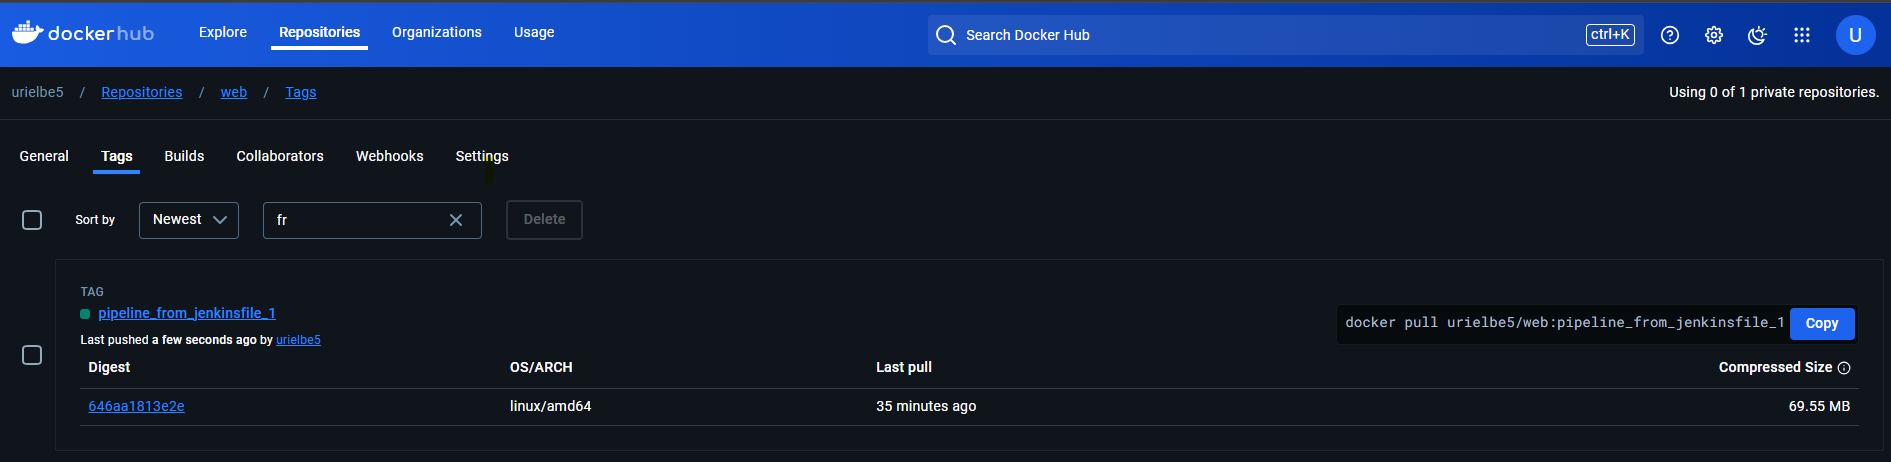 dockerhub Explore Repositories Organizations Usage Search Docker Hub ctrl+K U
urielbe5 / Repositories / web / Tags Using 0 of 1 private repositories.
General Tags Builds Collaborators Webhooks Settings
Sort by Newest fr Delete
TAG
pipeline_from_jenkinsfile_1
docker pull urielbe5/web:pipeline_from_jenkinsfile_1 Copy
Last pushed a few seconds ago by urielbe5
Digest OS/ARCH Last pull Compressed Size
646aa1813e2e linux/amd64 35 minutes ago 69.55 MB